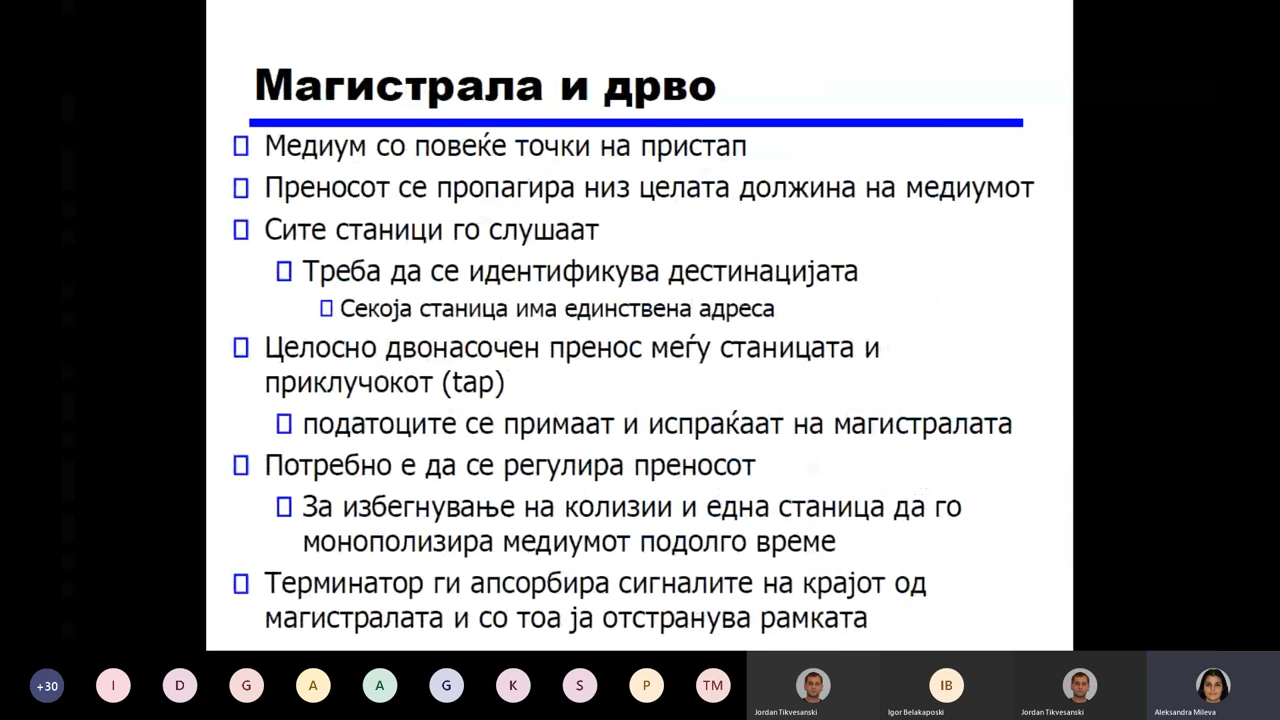 Магистрала и дрво
Медиум со повеќе точки на пристап
Преносот се пропагира низ целата должина на медиумот
Сите станици го слушаат
Треба да се идентификува дестинацијата
Секоја станица има единствена адреса
Целосно двонасочен пренос меѓу станицата и
приклучокот (tap)
податоците се примаат и испраќаат на магистралата
Потребно е да се регулира преносот
За избегнување на колизии и една станица да го
монополизира медиумот подолго време
Терминатор ги апсорбира сигналите на крајот од
магистралата и со тоа ја отстранува рамката
+30 I D G A A G K S P TM IB
Jordan Tikvesanski Igor Belakaposki Jordan Tikvesanski Aleksandra Mileva